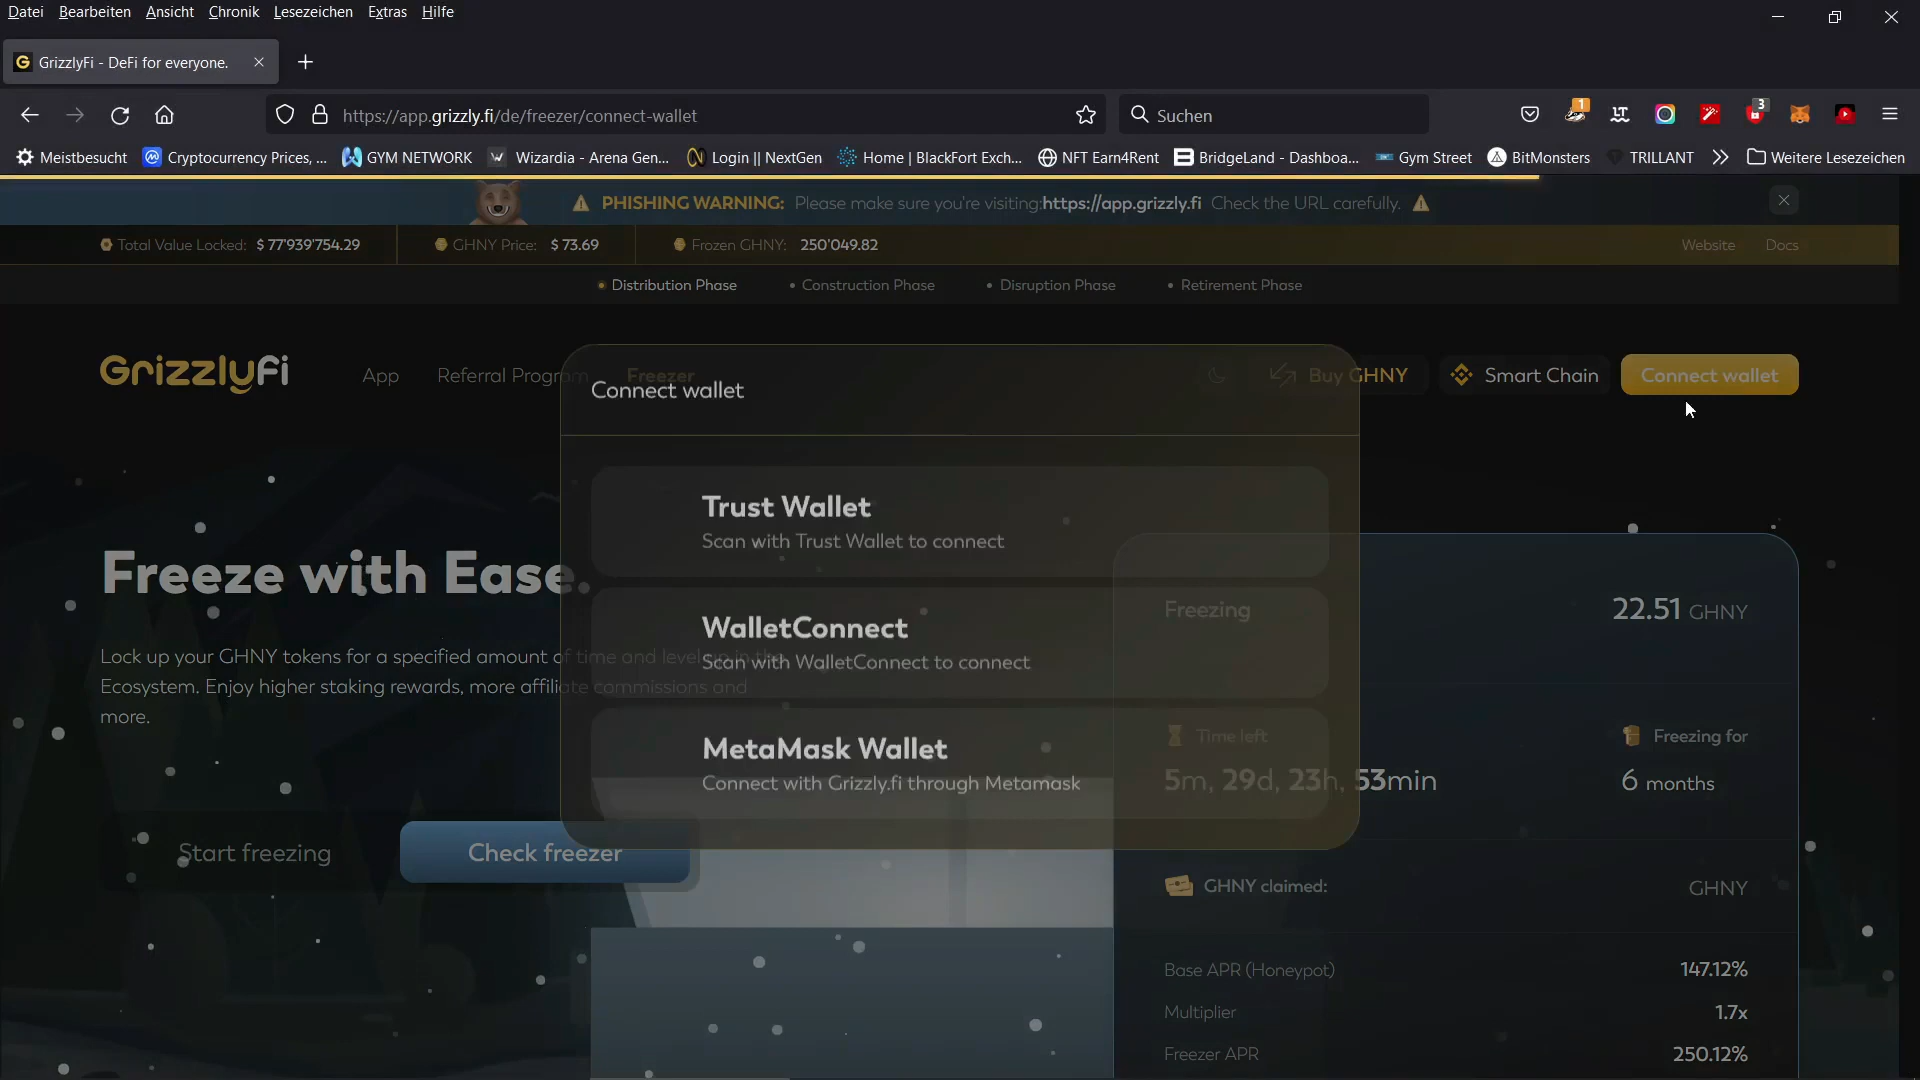 Datei Bearbeiten Ansicht Chronik Lesezeichen Extras Hilfe
GrizzlyFi - DeFi for everyone.
https://app.grizzly.fi/de/freezer/connect-wallet
Suchen
1
3
Meistbesucht Cryptocurrency Prices, ... GYM NETWORK Wizardia - Arena Gen... Login || NextGen Home | BlackFort Exch... NFT Earn4Rent BridgeLand - Dashboa... Gym Street BitMonsters TRILLANT Weitere Lesezeichen
PHISHING WARNING: Please make sure you're visiting:https://app.grizzly.fi Check the URL carefully.
Total Value Locked: $ 77'939'754.29 GHNY Price: $ 73.69 Frozen GHNY: 250'049.82 Website Docs
Distribution Phase Construction Phase Disruption Phase Retirement Phase
GrizzlyFi App Referral Program Freezer Buy GHNY Smart Chain Connect wallet
Connect wallet
Trust Wallet
Scan with Trust Wallet to connect
WalletConnect
Scan with WalletConnect to connect
MetaMask Wallet
Connect with Grizzly.fi through Metamask
Freeze with Ease.
Lock up your GHNY tokens for a specified amount of time and level up in the
Ecosystem. Enjoy higher staking rewards, more affiliate commissions and
more.
Start freezing Check freezer
Freezing 22.51 GHNY
Time left Freezing for
5m, 29d, 23h, 53min 6 months
GHNY claimed: GHNY
Base APR (Honeypot) 147.12%
Multiplier 1.7x
Freezer APR 250.12%